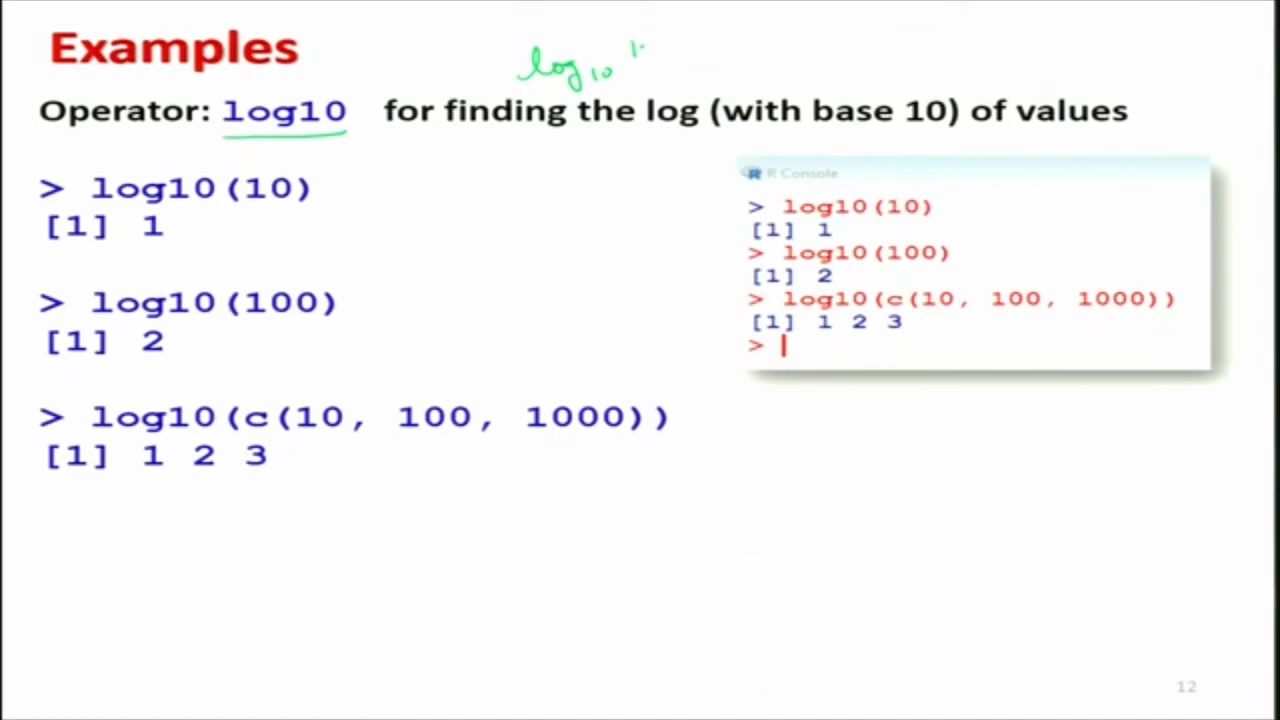 Examples
log10
Operator: log10 for finding the log (with base 10) of values
> log10(10)
[1] 1
> log10(100)
[1] 2
> log10(c(10, 100, 1000))
[1] 1 2 3
R Console
> log10(10)
[1] 1
> log10(100)
[1] 2
> log10(c(10, 100, 1000))
[1] 1 2 3
>
12